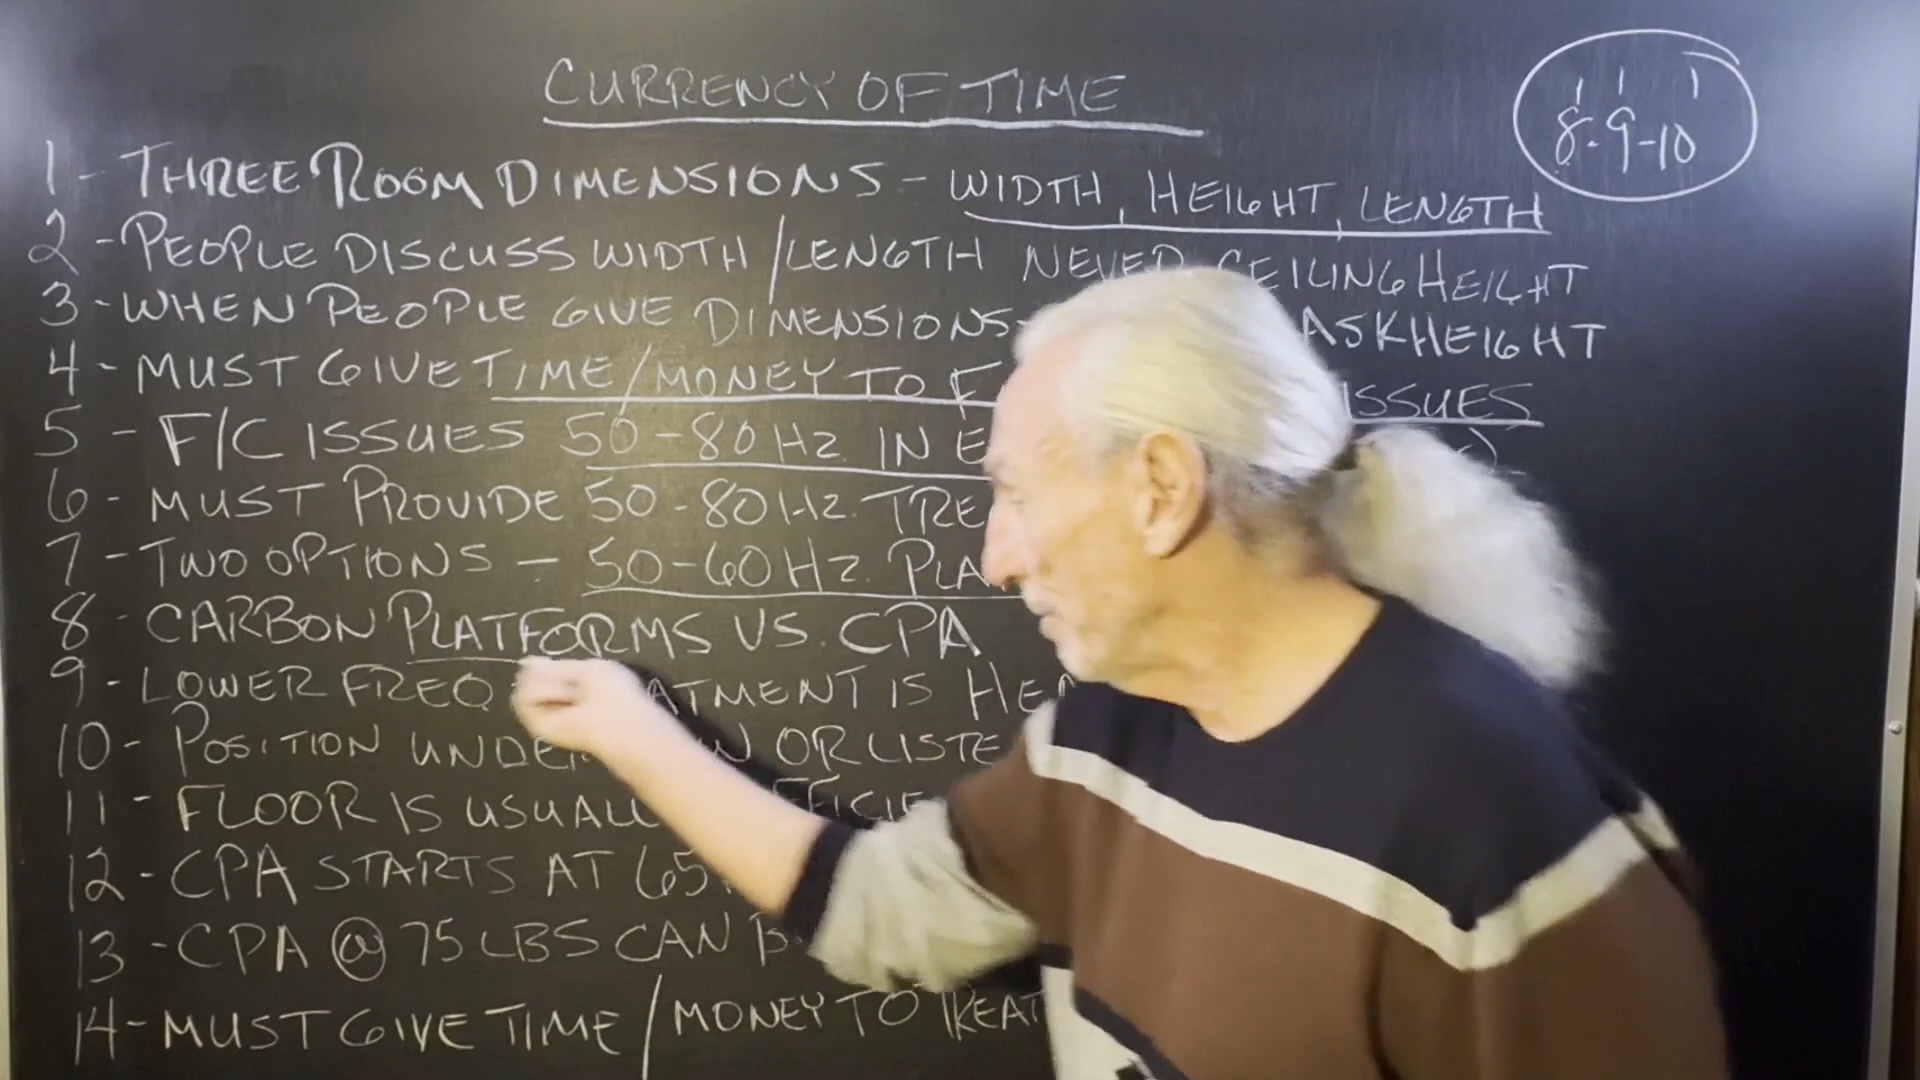 CURRENCY OF TIME
8-9-10
1 - THREE ROOM DIMENSIONS - WIDTH, HEIGHT, LENGTH
2 - PEOPLE DISCUSS WIDTH/LENGTH NEVER CEILING HEIGHT
3 - WHEN PEOPLE GIVE DIMENSIONS- ASK HEIGHT
4 - MUST GIVE TIME/MONEY TO F ISSUES
5 - F/C ISSUES 50-80HZ IN
6 - MUST PROVIDE 50-80HZ. TRE
7 - TWO OPTIONS - 50-60HZ. PLA
8 - CARBON PLATFORMS VS. CPA
9 - LOWER FREQ ATMENT IS HEA
10 - POSITION UNDER OR LISTE
11 - FLOOR IS USUALL FFICIE
12 - CPA STARTS AT 65
13 - CPA @ 75 LBS CAN B
14 - MUST GIVE TIME/MONEY TO TREAT